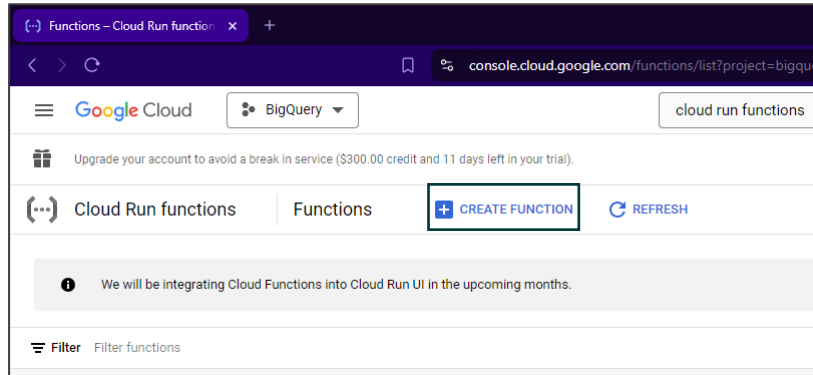 Functions – Cloud Run function
console.cloud.google.com/functions/list?project=bigqu
Google Cloud BigQuery cloud run functions
Upgrade your account to avoid a break in service ($300.00 credit and 11 days left in your trial).
Cloud Run functions Functions CREATE FUNCTION REFRESH
We will be integrating Cloud Functions into Cloud Run UI in the upcoming months.
Filter Filter functions